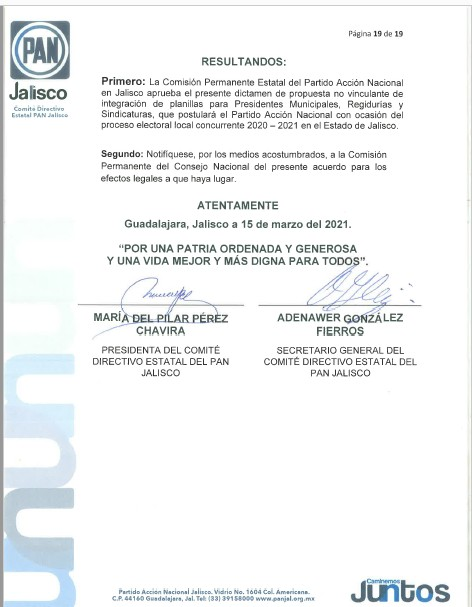 PAN
Jalisco
Comité Directivo
Estatal PAN Jalisco
Página 19 de 19
RESULTANDOS:
Primero: La Comisión Permanente Estatal del Partido Acción Nacional
en Jalisco aprueba el presente dictamen de propuesta no vinculante de
integración de planillas para Presidentes Municipales, Regidurías y
Sindicaturas, que postulará el Partido Acción Nacional con ocasión del
proceso electoral local concurrente 2020 – 2021 en el Estado de Jalisco.
Segundo: Notifíquese, por los medios acostumbrados, a la Comisión
Permanente del Consejo Nacional del presente acuerdo para los
efectos legales a que haya lugar.
ATENTAMENTE
Guadalajara, Jalisco a 15 de marzo del 2021.
“POR UNA PATRIA ORDENADA Y GENEROSA
Y UNA VIDA MEJOR Y MÁS DIGNA PARA TODOS”.
MARÍA DEL PILAR PÉREZ
CHAVIRA
PRESIDENTA DEL COMITÉ
DIRECTIVO ESTATAL DEL PAN
JALISCO
ADENAWER GONZÁLEZ
FIERROS
SECRETARIO GENERAL DEL
COMITÉ DIRECTIVO ESTATAL DEL
PAN JALISCO
Partido Acción Nacional Jalisco. Vidrio No. 1604 Col. Americana.
C.P. 44160 Guadalajara, Jal. Tel: (33) 39158000 www.panjal.org.mx
Caminemos
Juntos